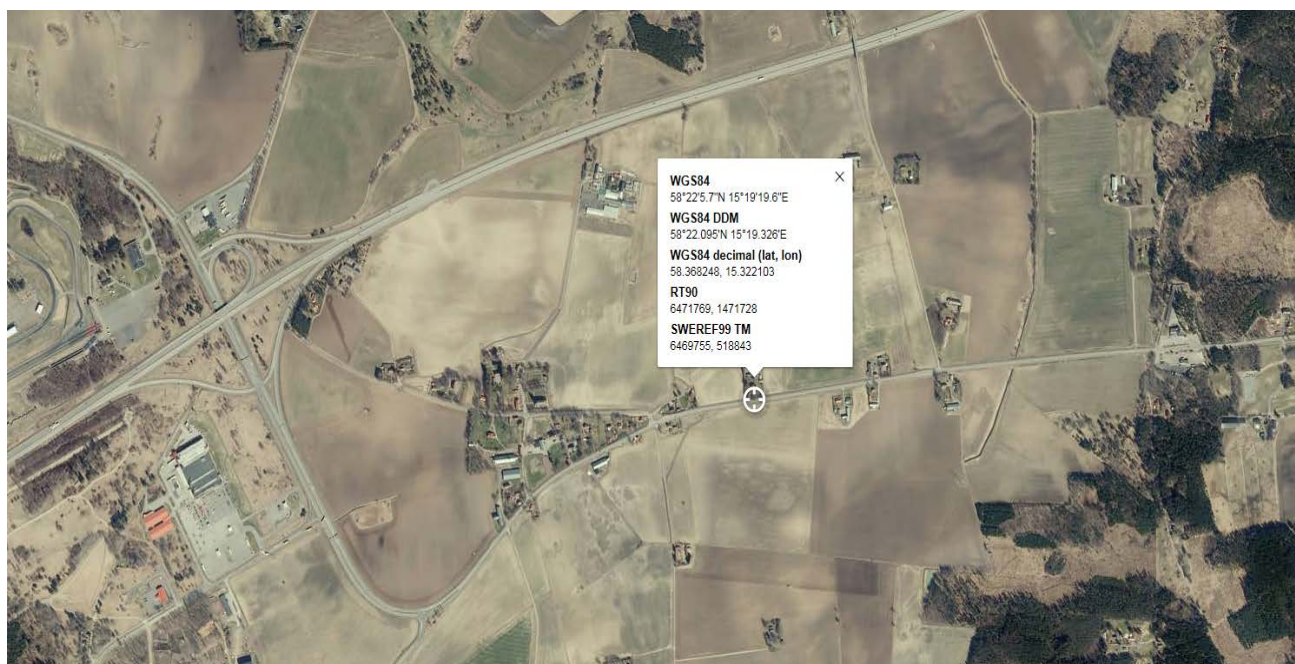 WGS84
58°22'5.7"N 15°19'19.6"E
WGS84 DDM
58°22.095'N 15°19.326'E
WGS84 decimal (lat, lon)
58.368248, 15.322103
RT90
6471769, 1471728
SWEREF99 TM
6469755, 518843